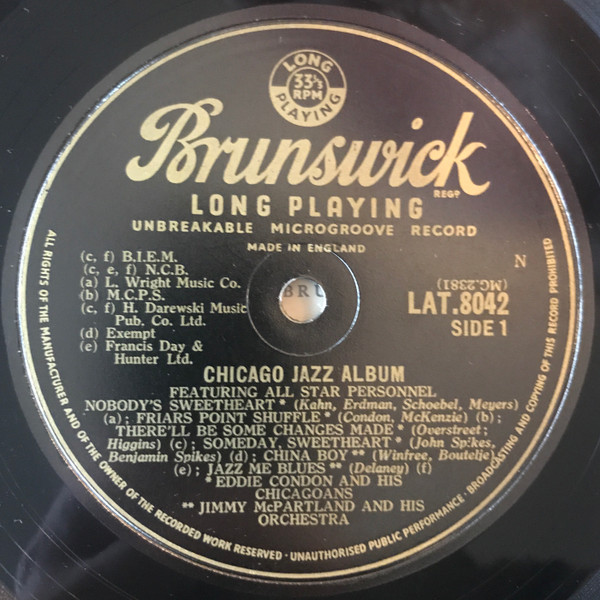 LONG
33⅓
RPM
PLAYING
Brunswick
REGD
LONG PLAYING
UNBREAKABLE MICROGROOVE RECORD
MADE IN ENGLAND
(c, f) B.I.E.M.
(c, e, f) N.C.B.
(a) L. Wright Music Co.
(b) M.C.P.S.
(c, f) H. Darewski Music
Pub. Co. Ltd.
(d) Exempt
(e) Francis Day &
Hunter Ltd.
BRU
N
(MG.2381)
LAT.8042
SIDE 1
CHICAGO JAZZ ALBUM
FEATURING ALL STAR PERSONNEL
NOBODY'S SWEETHEART * (Kahn, Erdman, Schoebel, Meyers)
(a); FRIARS POINT SHUFFLE * (Condon, McKenzie) (b);
THERE'LL BE SOME CHANGES MADE * (Overstreet;
Higgins) (c); SOMEDAY, SWEETHEART * (John Spikes,
Benjamin Spikes) (d); CHINA BOY ** (Winfree, Boutelje)
(e); JAZZ ME BLUES ** (Delaney) (f)
* EDDIE CONDON AND HIS
CHICAGOANS
** JIMMY McPARTLAND AND HIS
ORCHESTRA
ALL RIGHTS OF THE MANUFACTURER AND OF THE OWNER OF THE RECORDED WORK RESERVED · UNAUTHORISED PUBLIC PERFORMANCE · BROADCASTING AND COPYING OF THIS RECORD PROHIBITED